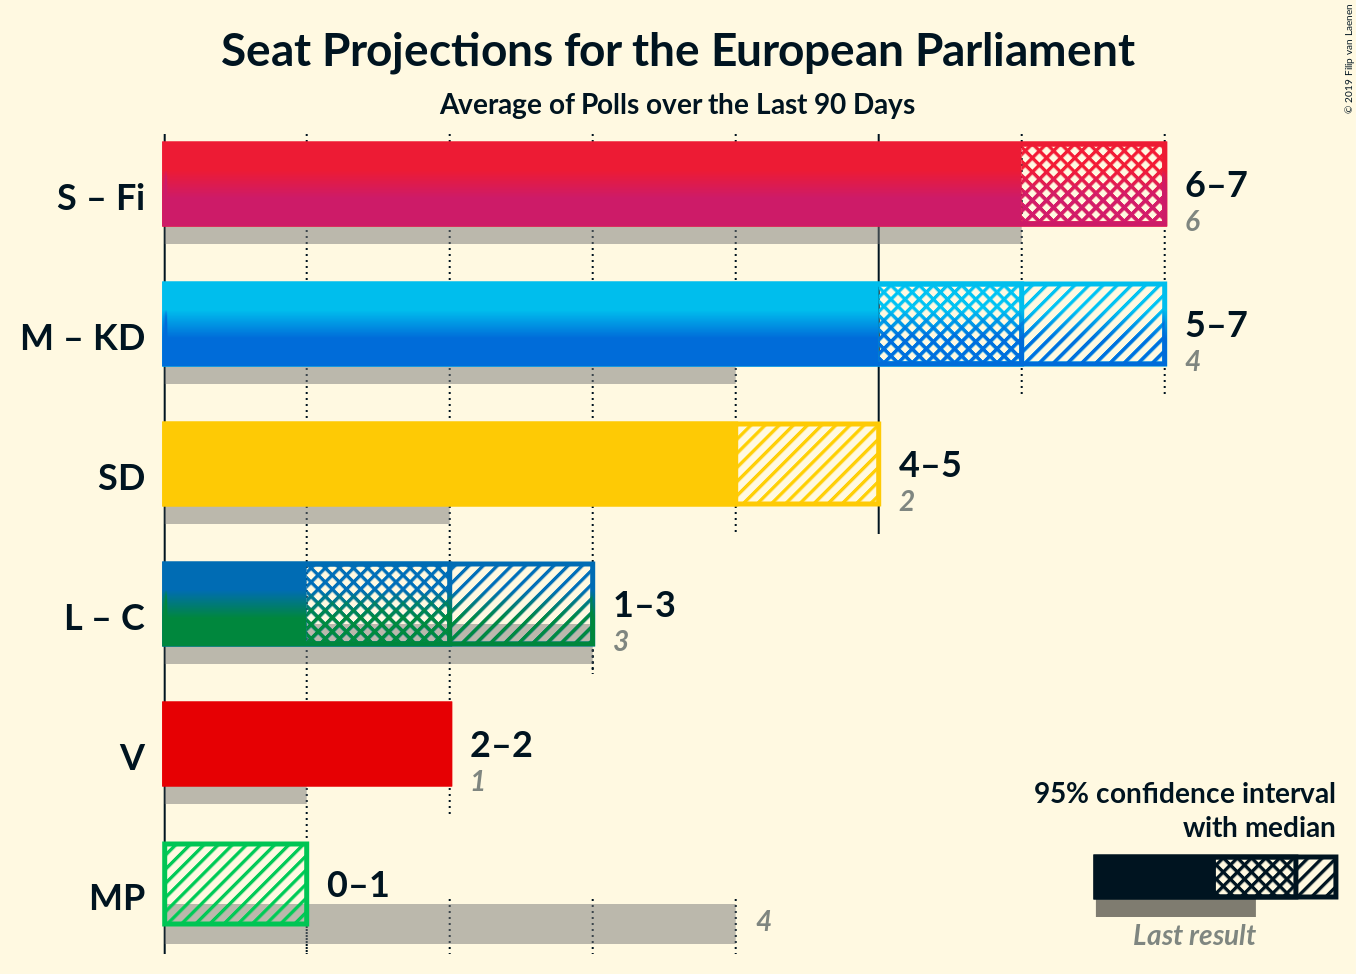 Seat Projections for the European Parliament
Average of Polls over the Last 90 Days
© 2019 Filip van Laenen
S – Fi
6–7
6
M – KD
5–7
4
SD
4–5
2
L – C
1–3
3
V
2–2
1
MP
0–1
4
95% confidence interval
with median
Last result